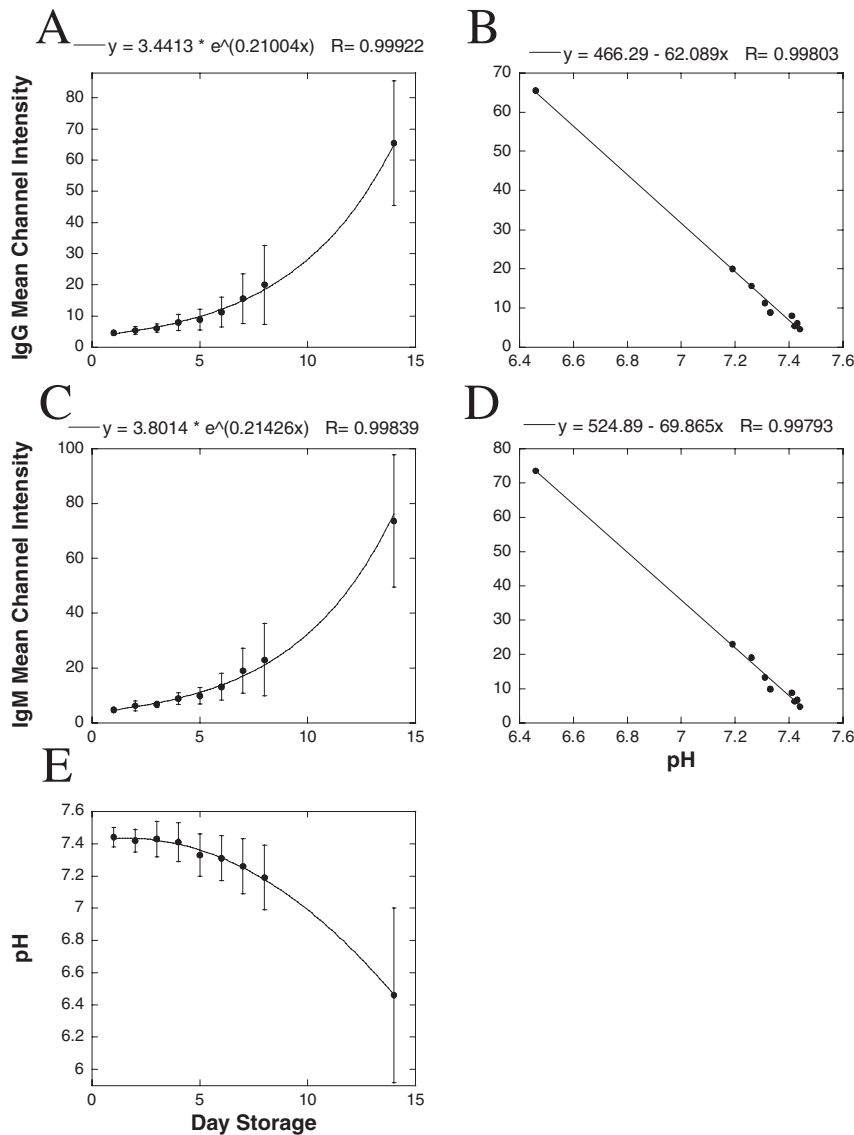 A
y = 3.4413 * e^(0.21004x) R= 0.99922
IgG Mean Channel Intensity
80
70
60
50
40
30
20
10
0
0 5 10 15
B
y = 466.29 - 62.089x R= 0.99803
70
60
50
40
30
20
10
0
6.4 6.6 6.8 7 7.2 7.4 7.6
C
y = 3.8014 * e^(0.21426x) R= 0.99839
IgM Mean Channel Intensity
100
80
60
40
20
0
0 5 10 15
D
y = 524.89 - 69.865x R= 0.99793
80
70
60
50
40
30
20
10
0
6.4 6.6 6.8 7 7.2 7.4 7.6
pH
E
pH
7.6
7.4
7.2
7
6.8
6.6
6.4
6.2
6
0 5 10 15
Day Storage